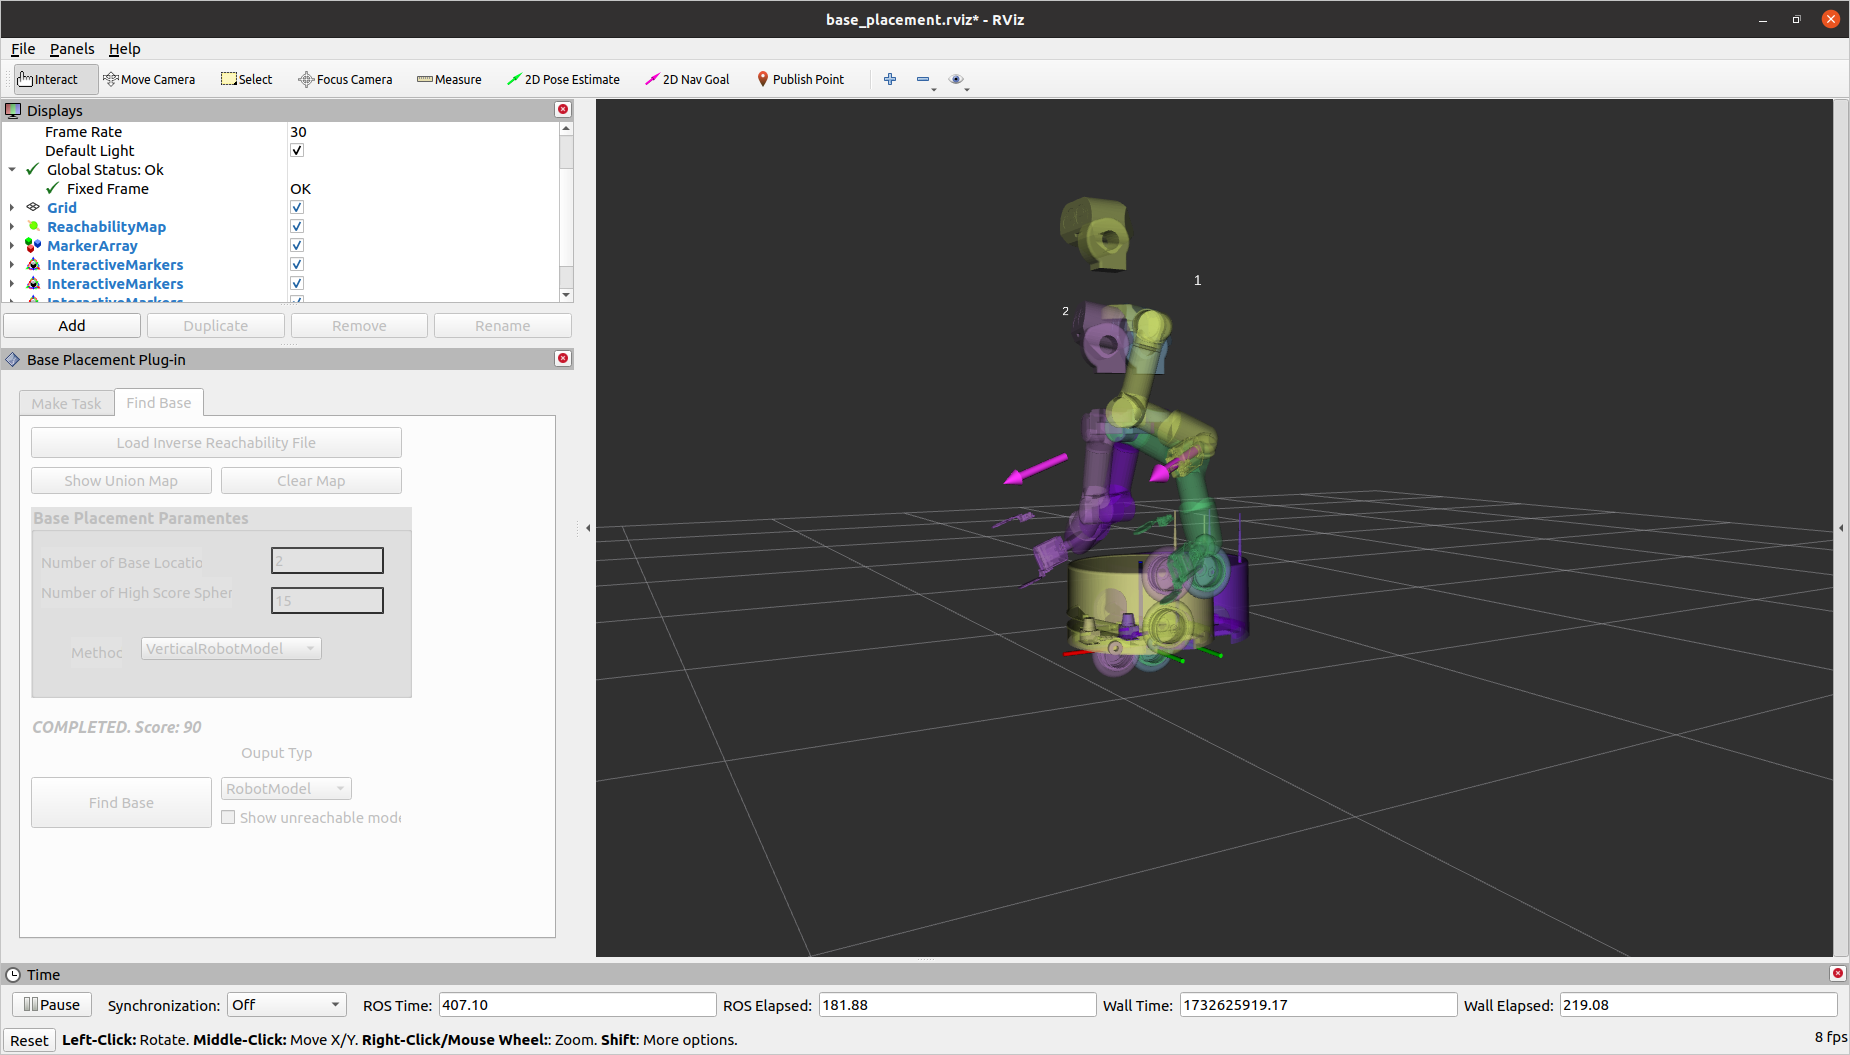 base_placement.rviz* - RViz
File Panels Help
Interact Move Camera Select Focus Camera Measure 2D Pose Estimate 2D Nav Goal Publish Point
Displays
Frame Rate 30
Default Light
Global Status: Ok
Fixed Frame OK
Grid
ReachabilityMap
MarkerArray
InteractiveMarkers
InteractiveMarkers
InteractiveMarkers
Add Duplicate Remove Rename
Base Placement Plug-in
Make Task Find Base
Load Inverse Reachability File
Show Union Map Clear Map
Base Placement Paramentes
Number of Base Locatio 2
Number of High Score Spher 15
Methoc VerticalRobotModel
COMPLETED. Score: 90
Ouput Typ
Find Base RobotModel
Show unreachable mode
1
2
Time
Pause Synchronization: Off ROS Time: 407.10 ROS Elapsed: 181.88 Wall Time: 1732625919.17 Wall Elapsed: 219.08
Reset Left-Click: Rotate. Middle-Click: Move X/Y. Right-Click/Mouse Wheel:: Zoom. Shift: More options. 8 fps